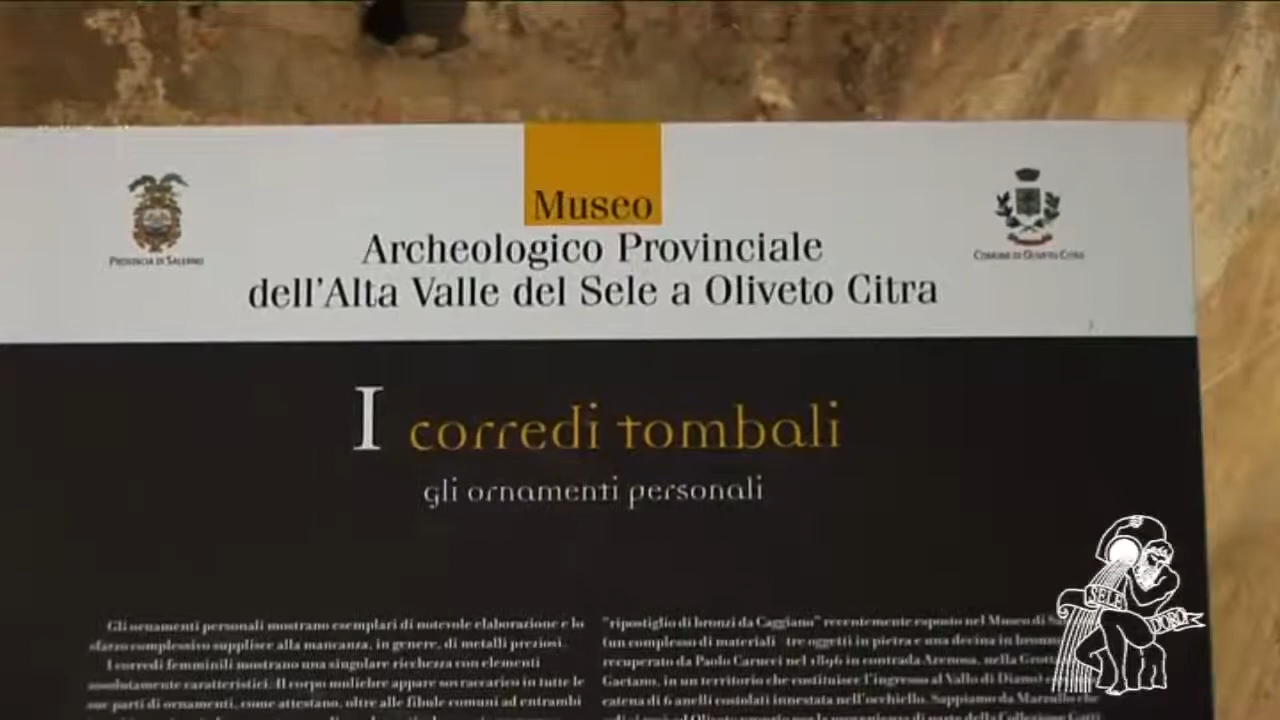 PROVINCIA DI SALERNO
Museo
Archeologico Provinciale
dell'Alta Valle del Sele a Oliveto Citra
COMUNE DI OLIVETO CITRA
I corredi tombali
gli ornamenti personali
Gli ornamenti personali mostrano esemplari di notevole elaborazione e lo
sfarzo complessivo supplisce alla mancanza, in genere, di metalli preziosi.
I corredi femminili mostrano una singolare ricchezza con elementi
assolutamente caratteristici. Il corpo muliebre appare sovraccarico in tutte le
sue parti di ornamenti, come attestano, oltre alle fibule comuni ad entrambi
"ripostiglio di bronzi da Caggiano" recentemente esposto nel Museo di
(un complesso di materiali tre oggetti in pietra e una decina in bronzo
recuperato da Paolo Carucci nel 1896 in contrada Arenosa, nella
Gaetano, in un territorio che costituisce l'ingresso al Vallo di Diano
catena di 6 anelli costolati innestata nell'occhiello. Sappiamo da
SELE
D'ORO